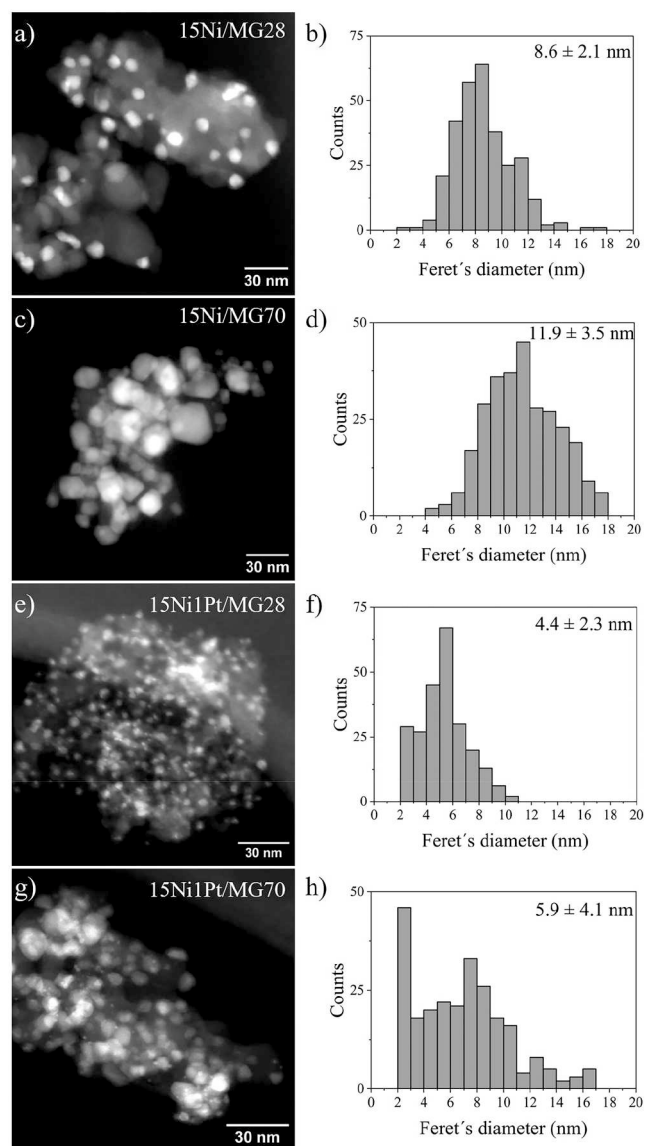 a)
15Ni/MG28
30 nm
b)
8.6 ± 2.1 nm
75
50
25
0
Counts
0 2 4 6 8 10 12 14 16 18 20
Feret´s diameter (nm)
c)
15Ni/MG70
30 nm
d)
11.9 ± 3.5 nm
50
25
0
Counts
0 2 4 6 8 10 12 14 16 18 20
Feret´s diameter (nm)
e)
15Ni1Pt/MG28
30 nm
f)
4.4 ± 2.3 nm
75
50
25
0
Counts
0 2 4 6 8 10 12 14 16 18 20
Feret´s diameter (nm)
g)
15Ni1Pt/MG70
30 nm
h)
5.9 ± 4.1 nm
50
25
0
Counts
0 2 4 6 8 10 12 14 16 18 20
Feret´s diameter (nm)